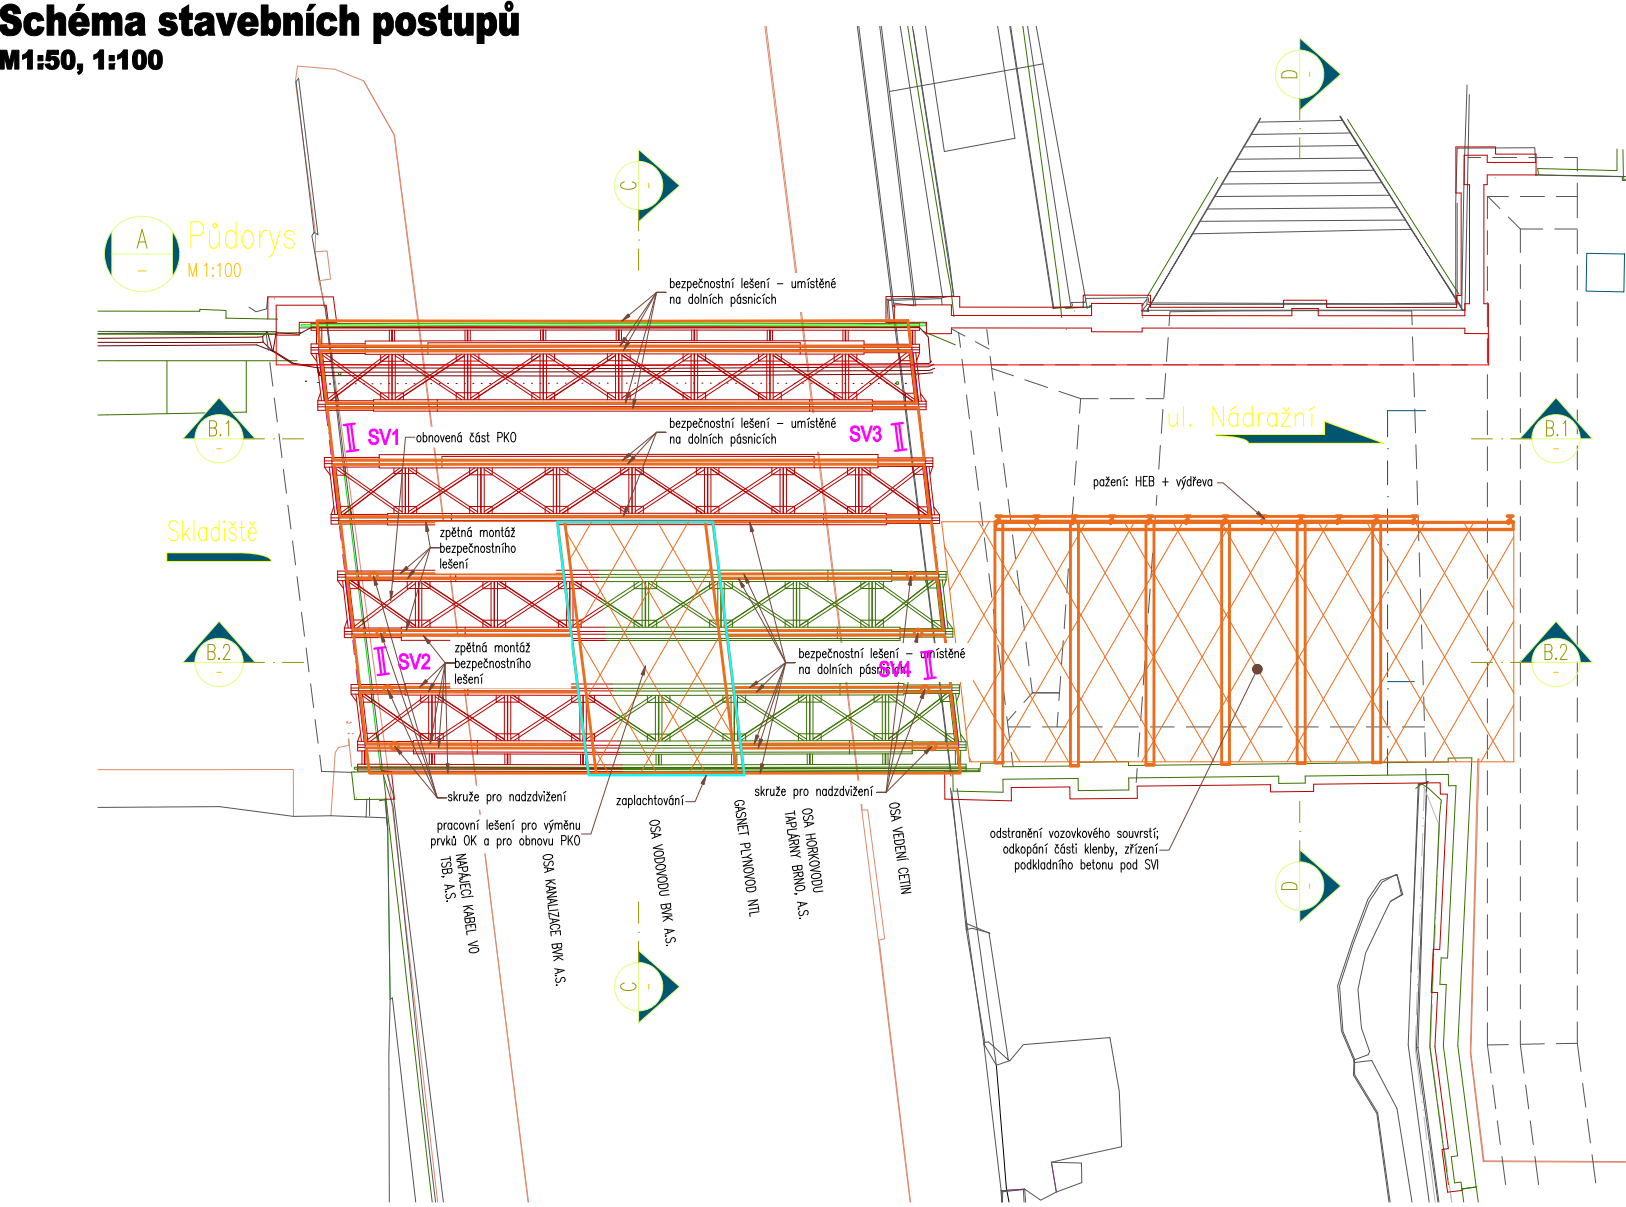 Schéma stavebních postupů
M1:50, 1:100
D
-
C
-
A
-
Půdorys
M 1:100
bezpečnostní lešení - umístěné
na dolních pásnicích
B.1
-
SV1
obnovená část PKO
bezpečnostní lešení - umístěné
na dolních pásnicích
SV3
ul. Nádražní
B.1
-
pažení: HEB + výdřeva
Skladiště
zpětná montáž
bezpečnostního
lešení
B.2
-
SV2
zpětná montáž
bezpečnostního
lešení
bezpečnostní lešení - umístěné
na dolních pásnicích
SV4
B.2
-
skruže pro nadzdvižení
zaplachtování
skruže pro nadzdvižení
pracovní lešení pro výměnu
prvků OK a pro obnovu PKO
odstranění vozovkového souvrství;
odkopání části klenby, zřízení
podkladního betonu pod SVI
NAPÁJECÍ KABEL VO
TSB, A.S.
OSA KANALIZACE BVK A.S.
OSA VODOVODU BVK A.S.
GASNET PLYNOVOD NTL
OSA HORKOVODU
TAPLÁRNY BRNO, A.S.
OSA VEDENÍ CETIN
D
-
C
-